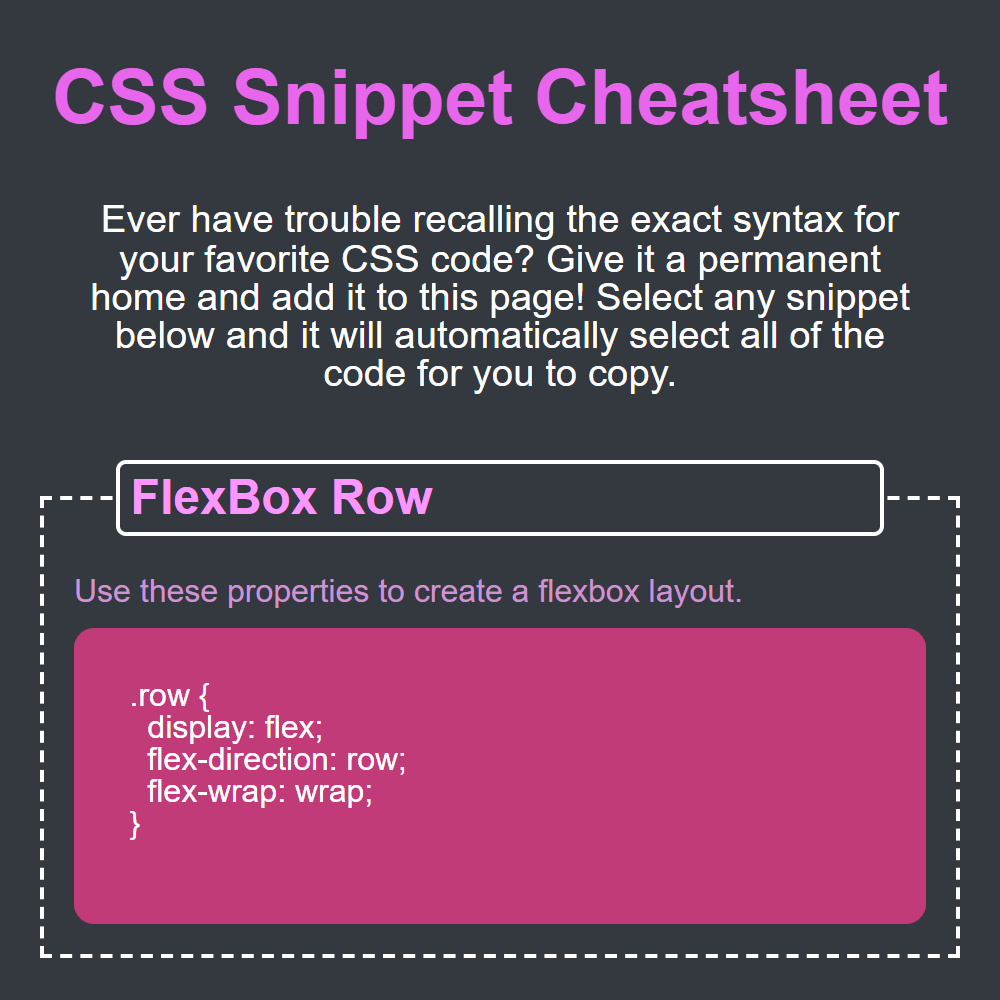 CSS Snippet Cheatsheet
Ever have trouble recalling the exact syntax for
your favorite CSS code? Give it a permanent
home and add it to this page! Select any snippet
below and it will automatically select all of the
code for you to copy.
FlexBox Row
Use these properties to create a flexbox layout.
.row {
display: flex;
flex-direction: row;
flex-wrap: wrap;
}